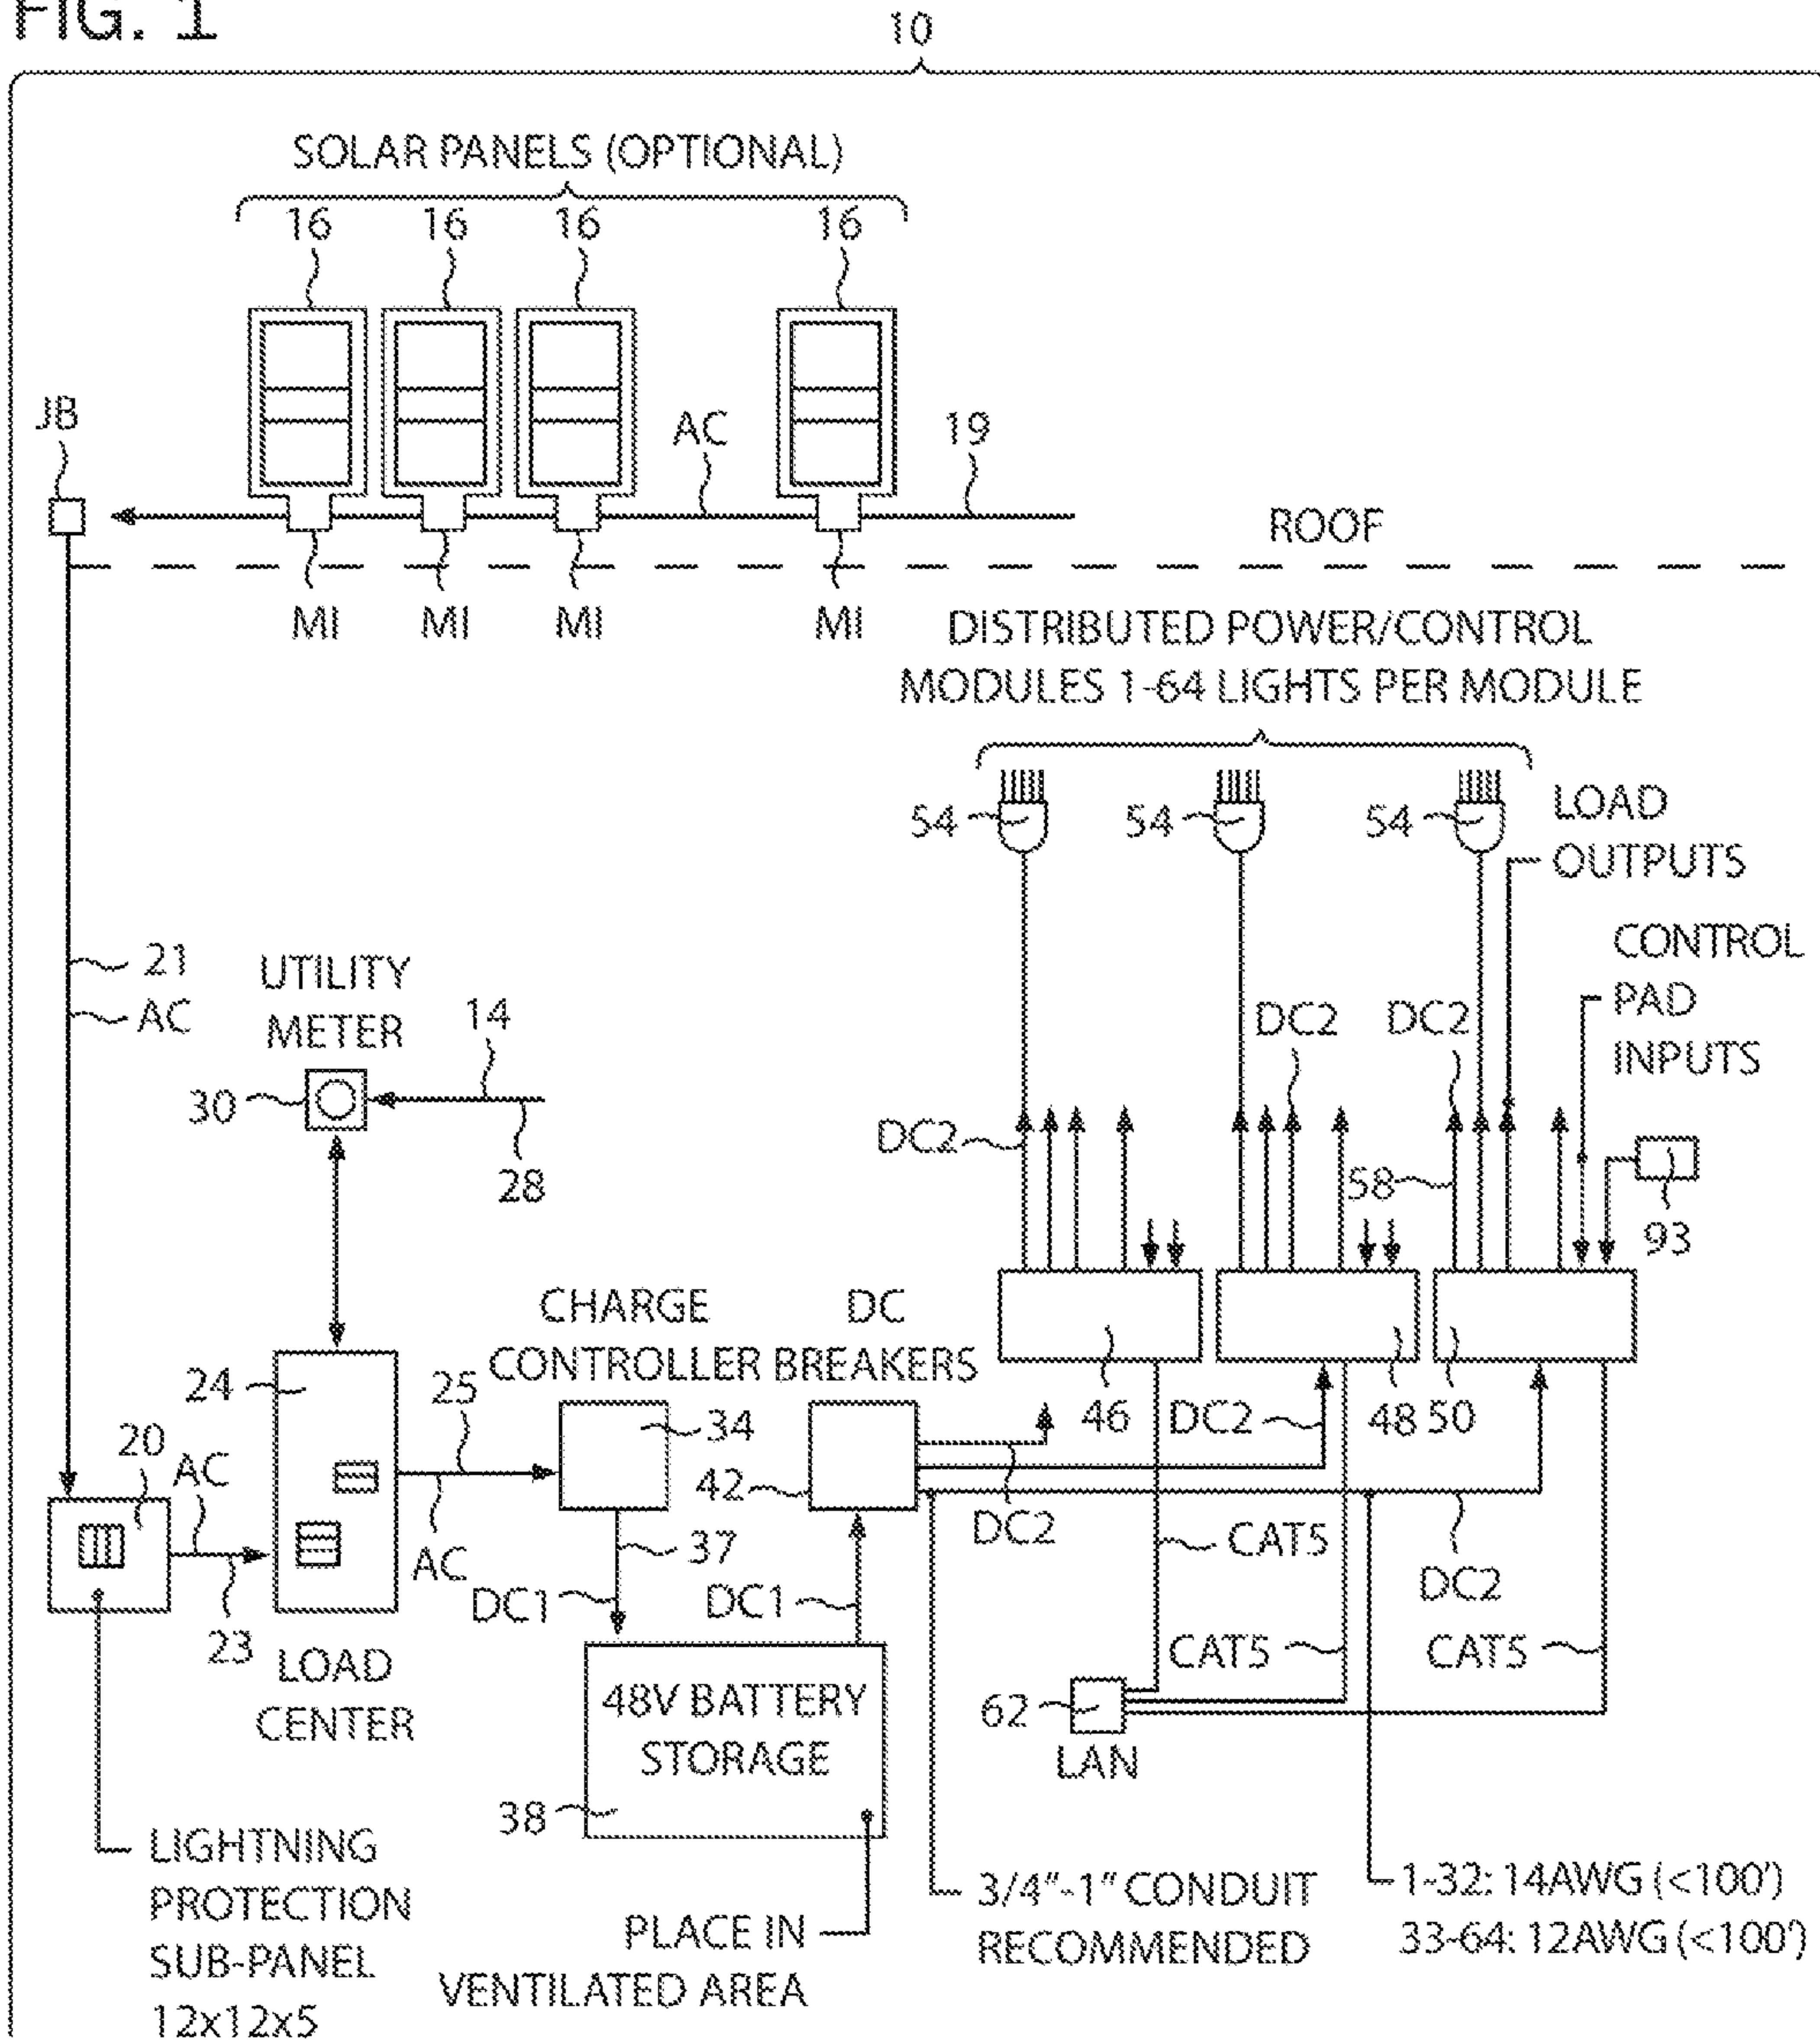 FIG. 1
10
SOLAR PANELS (OPTIONAL)
16
16
16
16
JB
AC
19
ROOF
MI
MI
MI
MI
DISTRIBUTED POWER/CONTROL
MODULES 1-64 LIGHTS PER MODULE
54
54
54
LOAD
OUTPUTS
21
AC
UTILITY
METER
14
30
28
CONTROL
PAD
INPUTS
DC2
DC2
DC2
58
93
CHARGE
CONTROLLER
DC
BREAKERS
24
25
34
46
DC2
48
50
20
AC
42
AC
37
DC2
CAT5
DC2
23
DC1
DC1
LOAD
CENTER
48V BATTERY
STORAGE
CAT5
CAT5
62
LAN
38
LIGHTNING
PROTECTION
SUB-PANEL
12x12x5
PLACE IN
VENTILATED AREA
3/4"-1" CONDUIT
RECOMMENDED
1-32: 14AWG (<100')
33-64: 12AWG (<100')